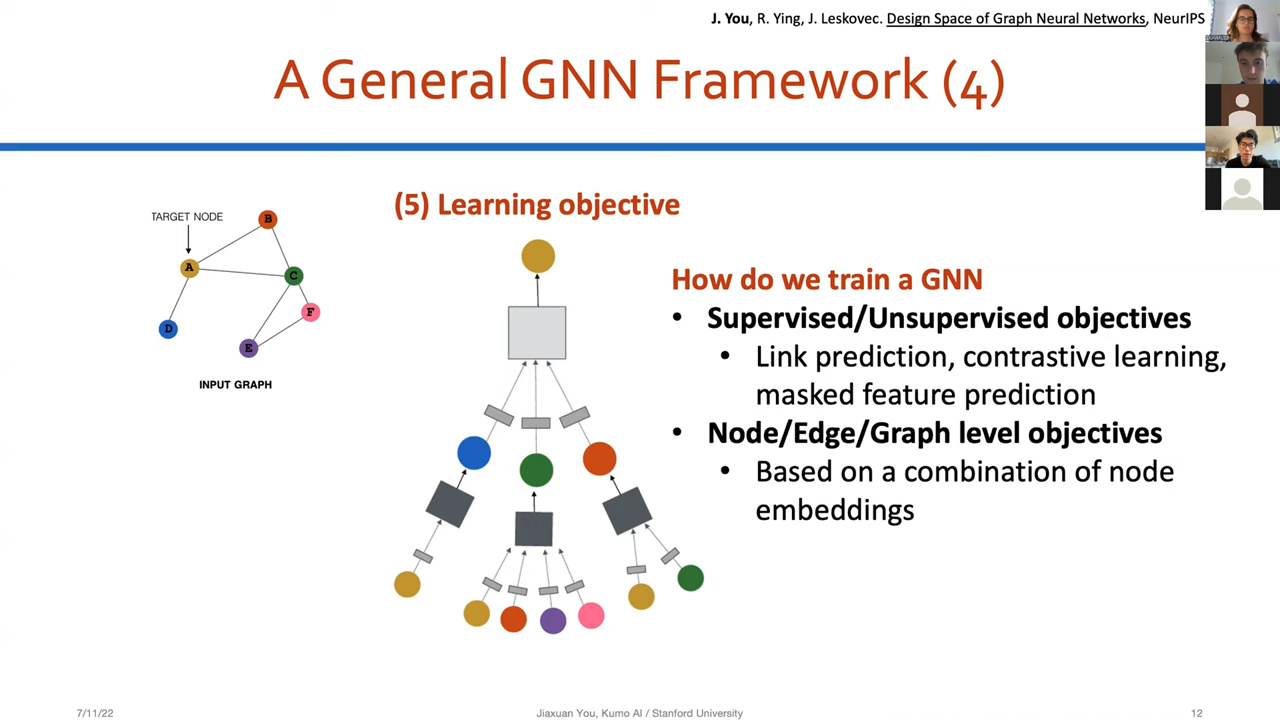 J. You, R. Ying, J. Leskovec. Design Space of Graph Neural Networks, NeurIPS
A General GNN Framework (4)
(5) Learning objective
TARGET NODE
B
A
C
F
D
E
INPUT GRAPH
How do we train a GNN
• Supervised/Unsupervised objectives
• Link prediction, contrastive learning,
masked feature prediction
• Node/Edge/Graph level objectives
• Based on a combination of node
embeddings
7/11/22
Jiaxuan You, Kumo AI / Stanford University
12